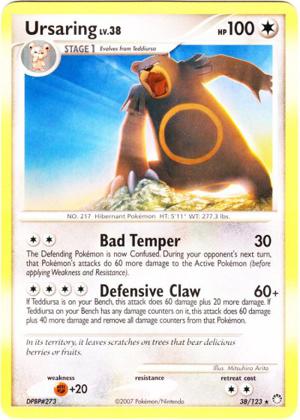 Ursaring LV.38 HP 100
STAGE 1 Evolves from Teddiursa
NO. 217 Hibernant Pokémon HT: 5'11" WT: 277.3 lbs.
Bad Temper 30
The Defending Pokémon is now Confused. During your opponent's next turn,
that Pokémon's attacks do 60 more damage to the Active Pokémon (before
applying Weakness and Resistance).
Defensive Claw 60+
If Teddiursa is on your Bench, this attack does 60 damage plus 20 more damage. If
Teddiursa on your Bench has any damage counters on it, this attack does 60 damage
plus 40 more damage and remove all damage counters from that Pokémon.
Illus. Mitsuhiro Arita
In its territory, it leaves scratches on trees that bear delicious
berries or fruits.
weakness resistance retreat cost
+20
DPBP#273 ©2007 Pokémon/Nintendo 38/123 ★